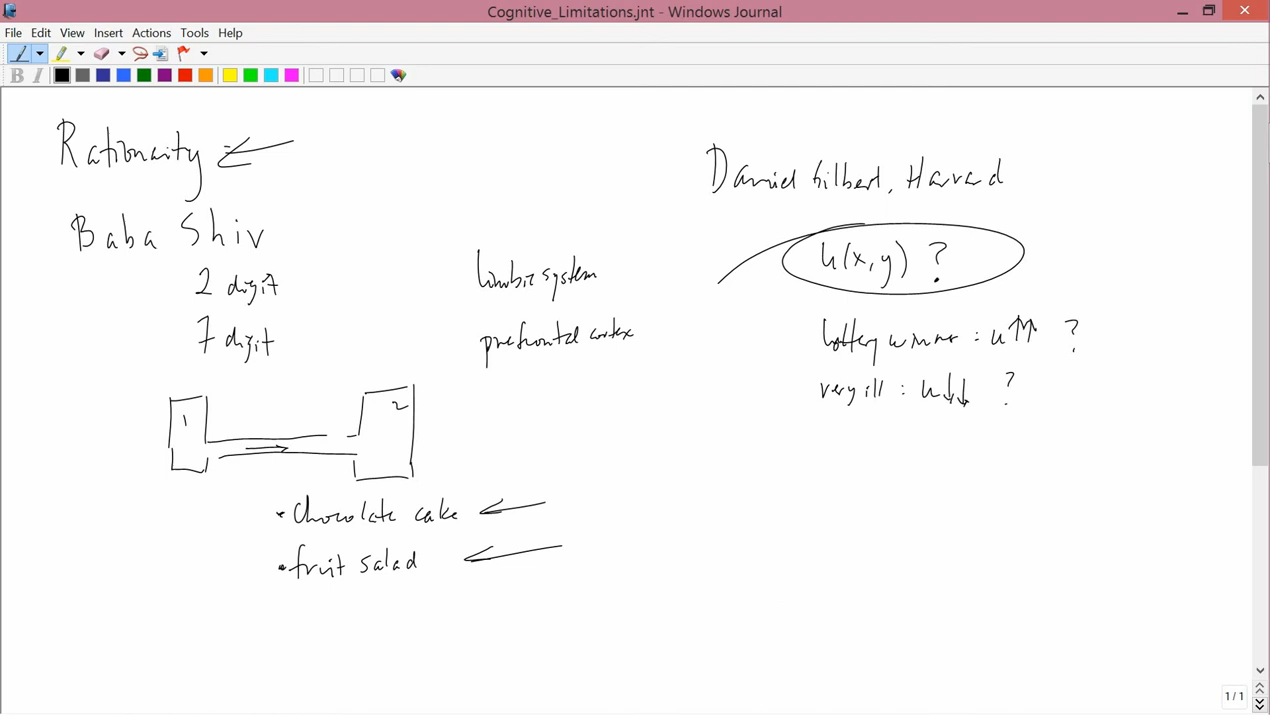 Cognitive_Limitations.jnt - Windows Journal
File Edit View Insert Actions Tools Help
B I
Rationaity
Baba Shiv
2 digit
7 digit
limbic system
prefrontal cortex
1
2
• Chocolate cake
• fruit salad
Daniel Gilbert, Harvard
u(x,y) ?
lottery winner : u↑↑ ?
very ill : u↓↓ ?
1 / 1